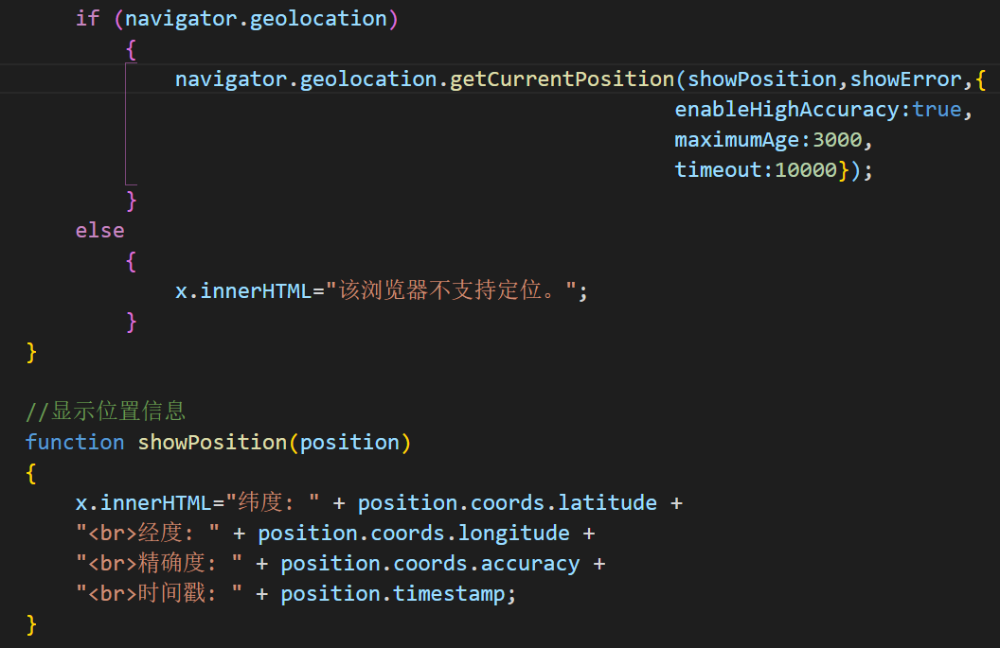 if (navigator.geolocation)
{
navigator.geolocation.getCurrentPosition(showPosition,showError,{
enableHighAccuracy:true,
maximumAge:3000,
timeout:10000});
}
else
{
x.innerHTML="该浏览器不支持定位。";
}
}
//显示位置信息
function showPosition(position)
{
x.innerHTML="纬度: " + position.coords.latitude +
"<br>经度: " + position.coords.longitude +
"<br>精确度: " + position.coords.accuracy +
"<br>时间戳: " + position.timestamp;
}